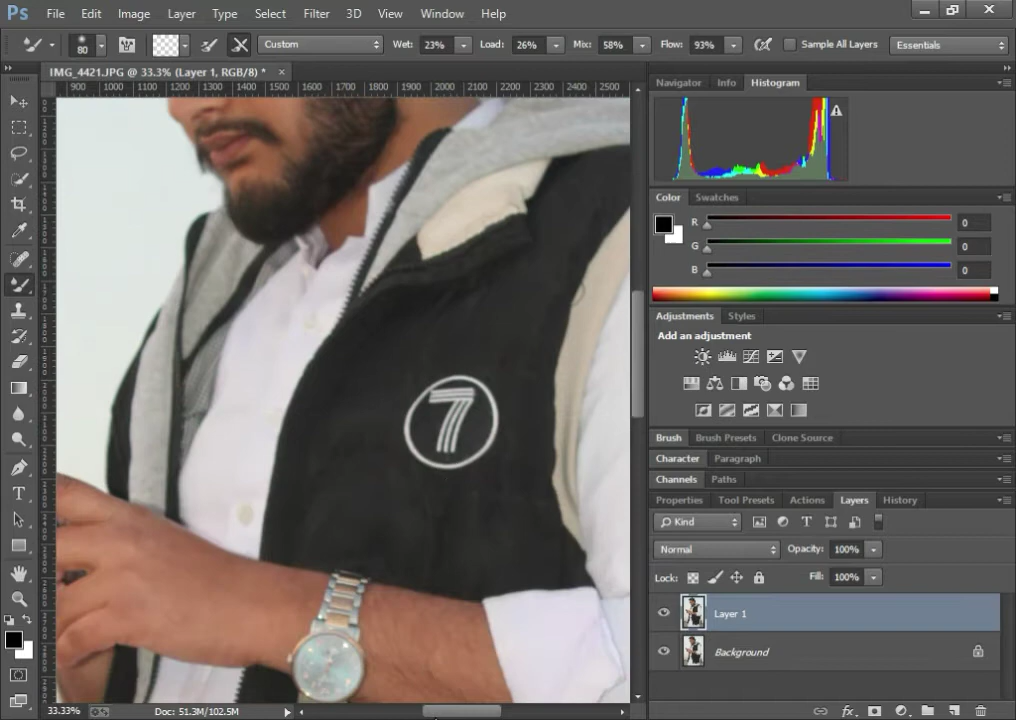 Ps File Edit Image Layer Type Select Filter 3D View Window Help
80 Custom Wet: 23% Load: 26% Mix: 58% Flow: 93% Sample All Layers Essentials
IMG_4421.JPG @ 33.3% (Layer 1, RGB/8) * ×
900 1000 1100 1200 1300 1400 1500 1600 1700 1800 1900 2000 2100 2200 2300 2400 2500
Navigator Info Histogram
Color Swatches
R 0
G 0
B 0
Adjustments Styles
Add an adjustment
7
Brush Brush Presets Clone Source
Character Paragraph
Channels Paths
Properties Tool Presets Actions Layers History
Kind
Normal Opacity: 100%
Lock: Fill: 100%
Layer 1
Background
33.33% Doc: 51.3M/102.5M